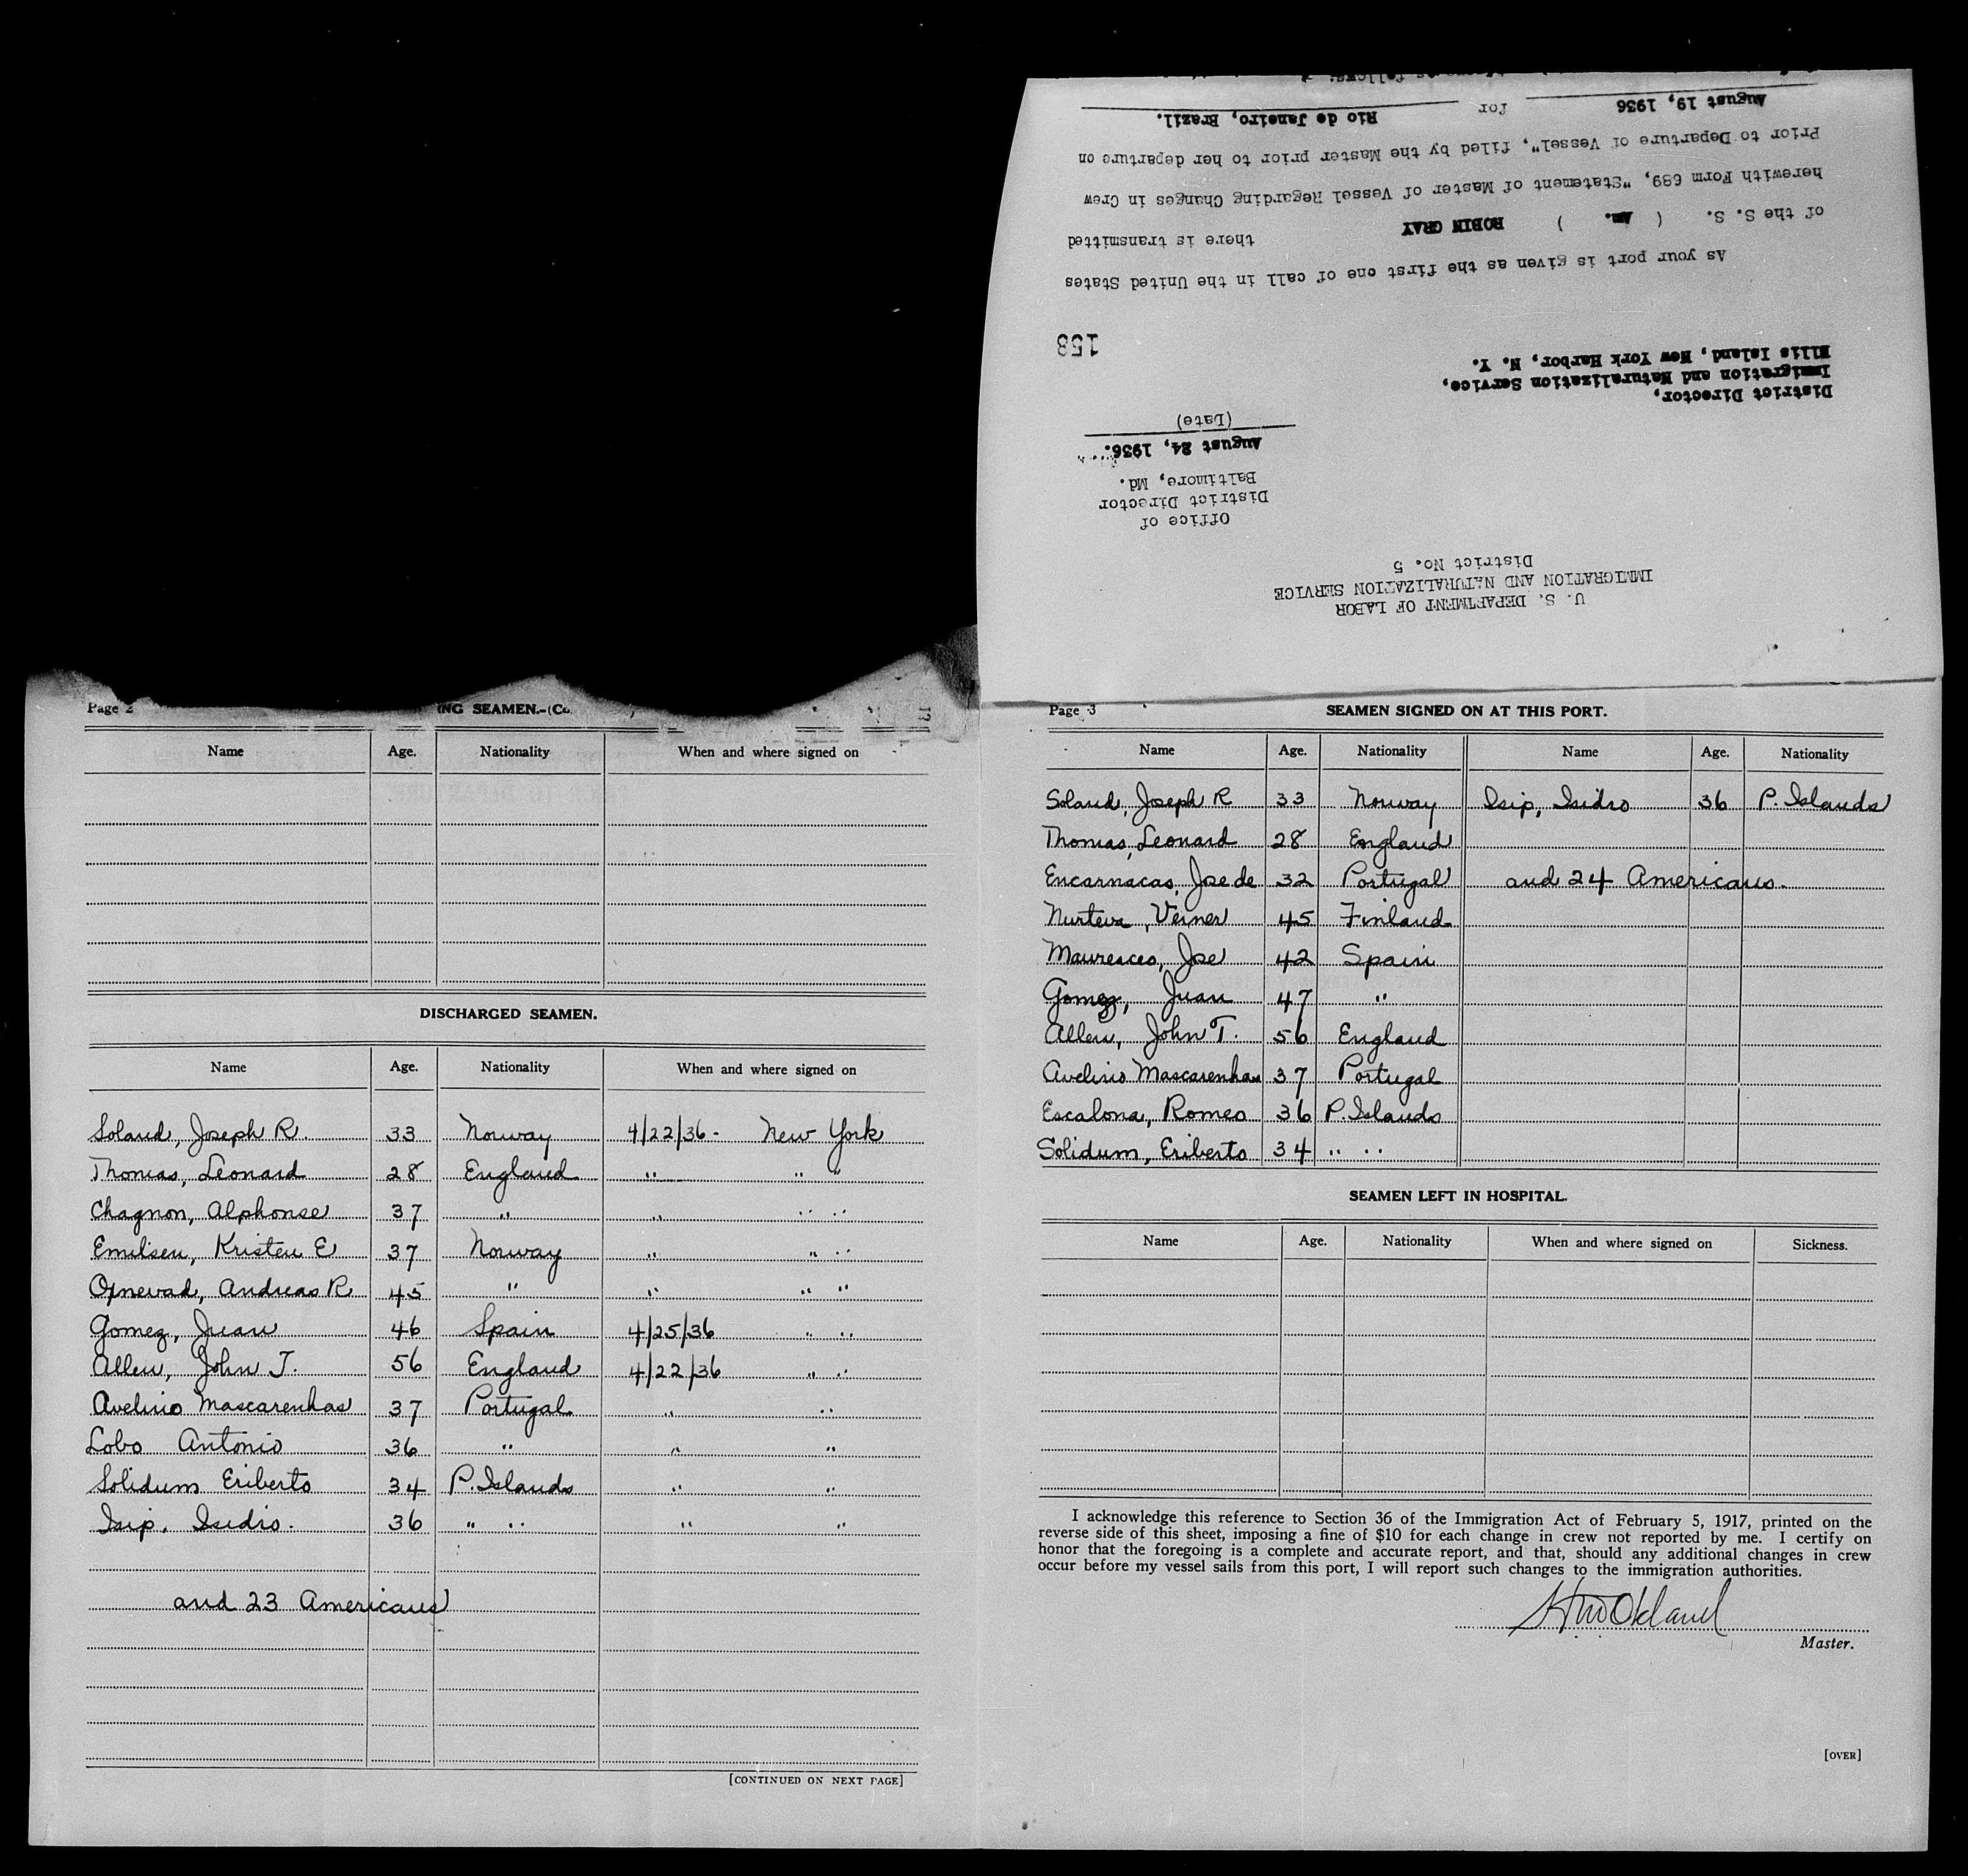 U. S. DEPARTMENT OF LABOR
IMMIGRATION AND NATURALIZATION SERVICE
District No. 5
Office of
District Director
Baltimore, Md.
August 24, 1936.
(Date)
District Director,
Immigration and Naturalization Service,
Ellis Island, New York Harbor, N. Y.
158
As your port is given as the first one of call in the United States
of the S. S. ( Am. ) ROBIN GRAY there is transmitted
herewith Form 689, "Statement of Master of Vessel Regarding Changes in Crew
Prior to Departure of Vessel", filed by the Master prior to her departure on
August 19, 1936 for Rio de Janeiro, Brazil.
follows:
Page 2 ING SEAMEN.-(Co
Name Age. Nationality When and where signed on
DISCHARGED SEAMEN.
Name Age. Nationality When and where signed on
Soland, Joseph R. 33 Norway 4/22/36 - New York
Thomas, Leonard 28 England " " "
Chagnon, Alphonse 37 " " " "
Emilsen, Kristen E 37 Norway " " "
Andreas R 45 " " " "
Gomez, Juan 46 Spain 4/25/36 " "
Allen, John T. 56 England 4/22/36 " "
Avelino Mascarenhas 37 Portugal " "
Lobo Antonio 36 " " "
Solidum Eriberto 34 P. Islands " "
Isip, Isidro. 36 " " " "
and 23 Americans
[CONTINUED ON NEXT PAGE]
Page 3 SEAMEN SIGNED ON AT THIS PORT.
Name Age. Nationality Name Age. Nationality
Soland, Joseph R 33 Norway Isip, Isidro 36 P. Islands
Thomas, Leonard 28 England
Encarnacao, Joe de 32 Portugal and 24 Americans.
Verner 45 Finland
Joe 42 Spain
Gomez, Juan 47 "
Allen, John T. 56 England
Avelino Mascarenhas 37 Portugal
Escalona, Romeo 36 P. Islands
Solidum, Eriberto 34 " "
SEAMEN LEFT IN HOSPITAL.
Name Age. Nationality When and where signed on Sickness.
I acknowledge this reference to Section 36 of the Immigration Act of February 5, 1917, printed on the
reverse side of this sheet, imposing a fine of $10 for each change in crew not reported by me. I certify on
honor that the foregoing is a complete and accurate report, and that, should any additional changes in crew
occur before my vessel sails from this port, I will report such changes to the immigration authorities.
Master.
[OVER]